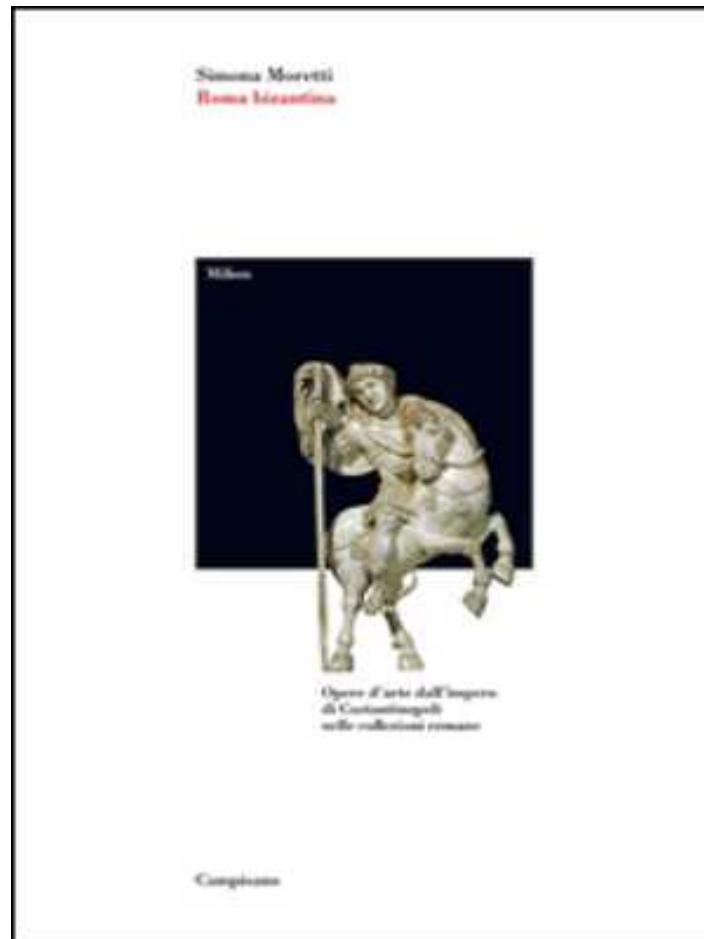 Simona Moretti
Roma bizantina
Milion
Opere d'arte dall'impero
di Costantinopoli
nelle collezioni romane
Campisano